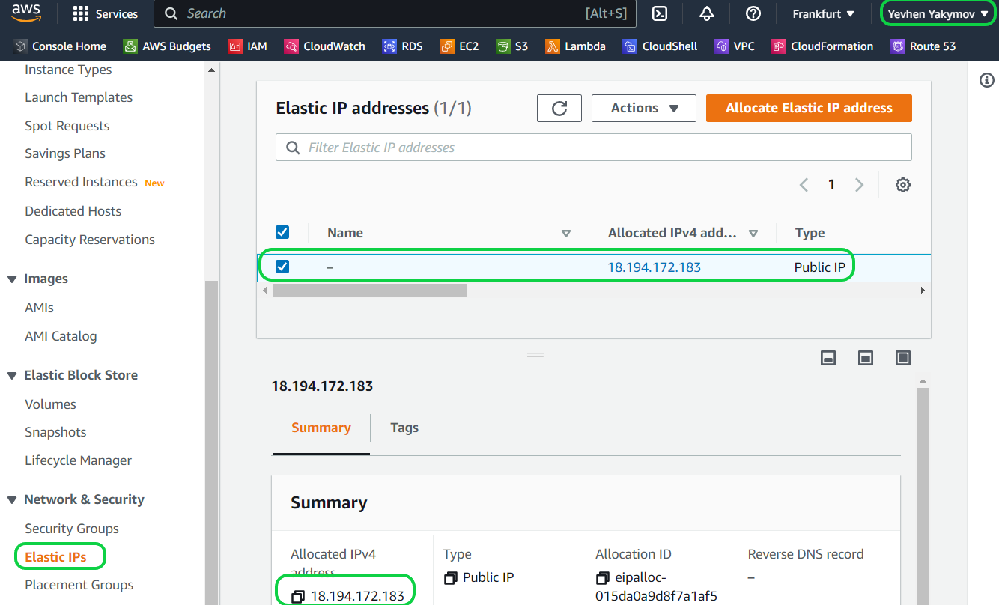 aws
Services
Search
[Alt+S]
Frankfurt
Yevhen Yakymov
Console Home
AWS Budgets
IAM
CloudWatch
RDS
EC2
S3
Lambda
CloudShell
VPC
CloudFormation
Route 53
Instance Types
Launch Templates
Spot Requests
Savings Plans
Reserved Instances New
Dedicated Hosts
Capacity Reservations
Images
AMIs
AMI Catalog
Elastic Block Store
Volumes
Snapshots
Lifecycle Manager
Network & Security
Security Groups
Elastic IPs
Placement Groups
Elastic IP addresses (1/1)
Actions
Allocate Elastic IP address
Filter Elastic IP addresses
1
Name
Allocated IPv4 add...
Type
–
18.194.172.183
Public IP
18.194.172.183
Summary
Tags
Summary
Allocated IPv4
address
18.194.172.183
Type
Public IP
Allocation ID
eipalloc-
015da0a9d8f7a1af5
Reverse DNS record
–